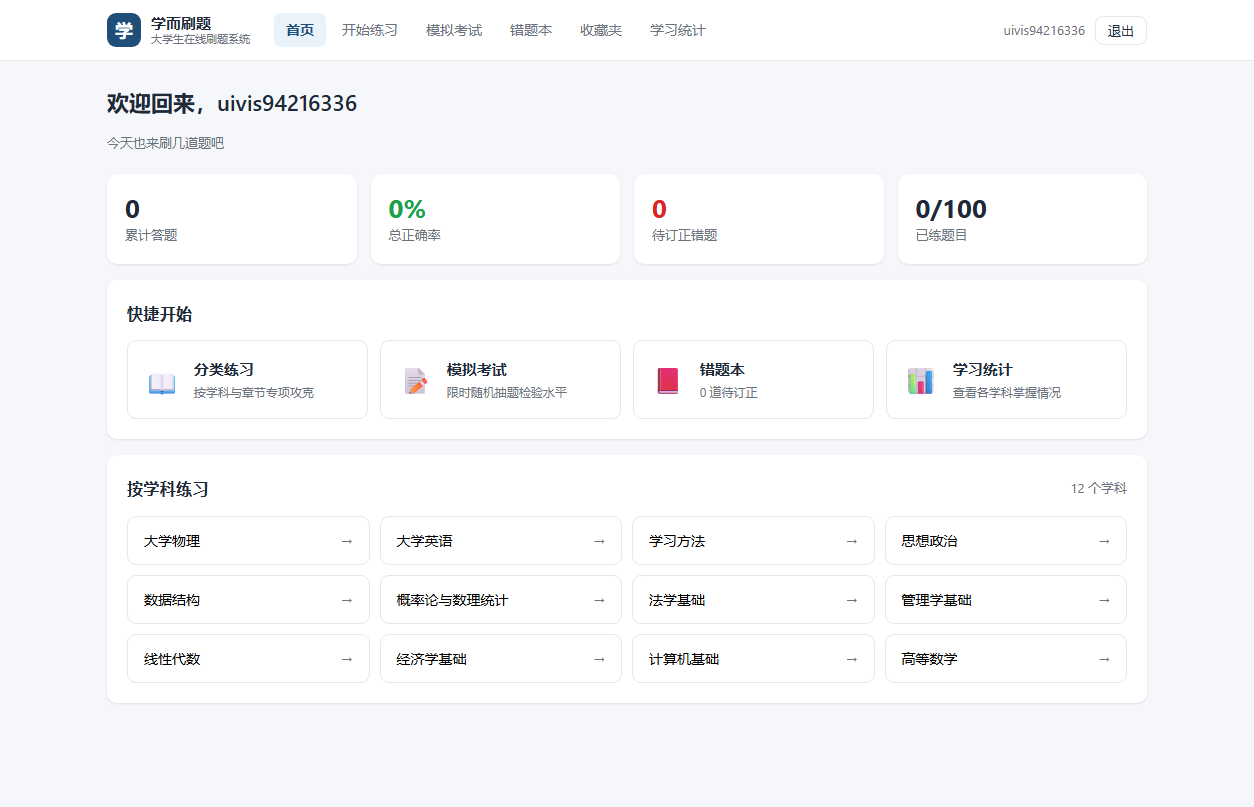 学 学而刷题 首页 开始练习 模拟考试 错题本 收藏夹 学习统计 uivis94216336 退出
大学生在线刷题系统
欢迎回来，uivis94216336
今天也来刷几道题吧
0 0% 0 0/100
累计答题 总正确率 待订正错题 已练题目
快捷开始
分类练习 模拟考试 错题本 学习统计
按学科与章节专项攻克 限时随机抽题检验水平 0 道待订正 查看各学科掌握情况
按学科练习 12 个学科
大学物理 → 大学英语 → 学习方法 → 思想政治 →
数据结构 → 概率论与数理统计 → 法学基础 → 管理学基础 →
线性代数 → 经济学基础 → 计算机基础 → 高等数学 →